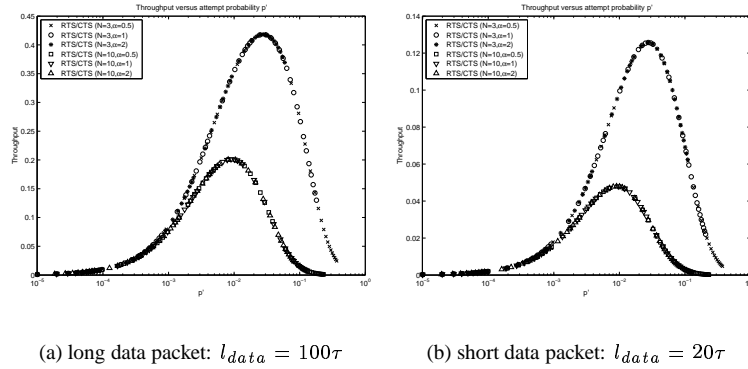 Throughput versus attempt probability p'
0.45
0.4
0.35
0.3
0.25
0.2
0.15
0.1
0.05
0
Throughput
RTS/CTS (N=3,α=0.5)
RTS/CTS (N=3,α=1)
RTS/CTS (N=3,α=2)
RTS/CTS (N=10,α=0.5)
RTS/CTS (N=10,α=1)
RTS/CTS (N=10,α=2)
10⁻⁵ 10⁻⁴ 10⁻³ 10⁻² 10⁻¹ 10⁰
p'
(a) long data packet: l_data = 100τ
Throughput versus attempt probability p'
0.14
0.12
0.1
0.08
0.06
0.04
0.02
0
Throughput
RTS/CTS (N=3,α=0.5)
RTS/CTS (N=3,α=1)
RTS/CTS (N=3,α=2)
RTS/CTS (N=10,α=0.5)
RTS/CTS (N=10,α=1)
RTS/CTS (N=10,α=2)
10⁻⁵ 10⁻⁴ 10⁻³ 10⁻² 10⁻¹ 10⁰
p'
(b) short data packet: l_data = 20τ